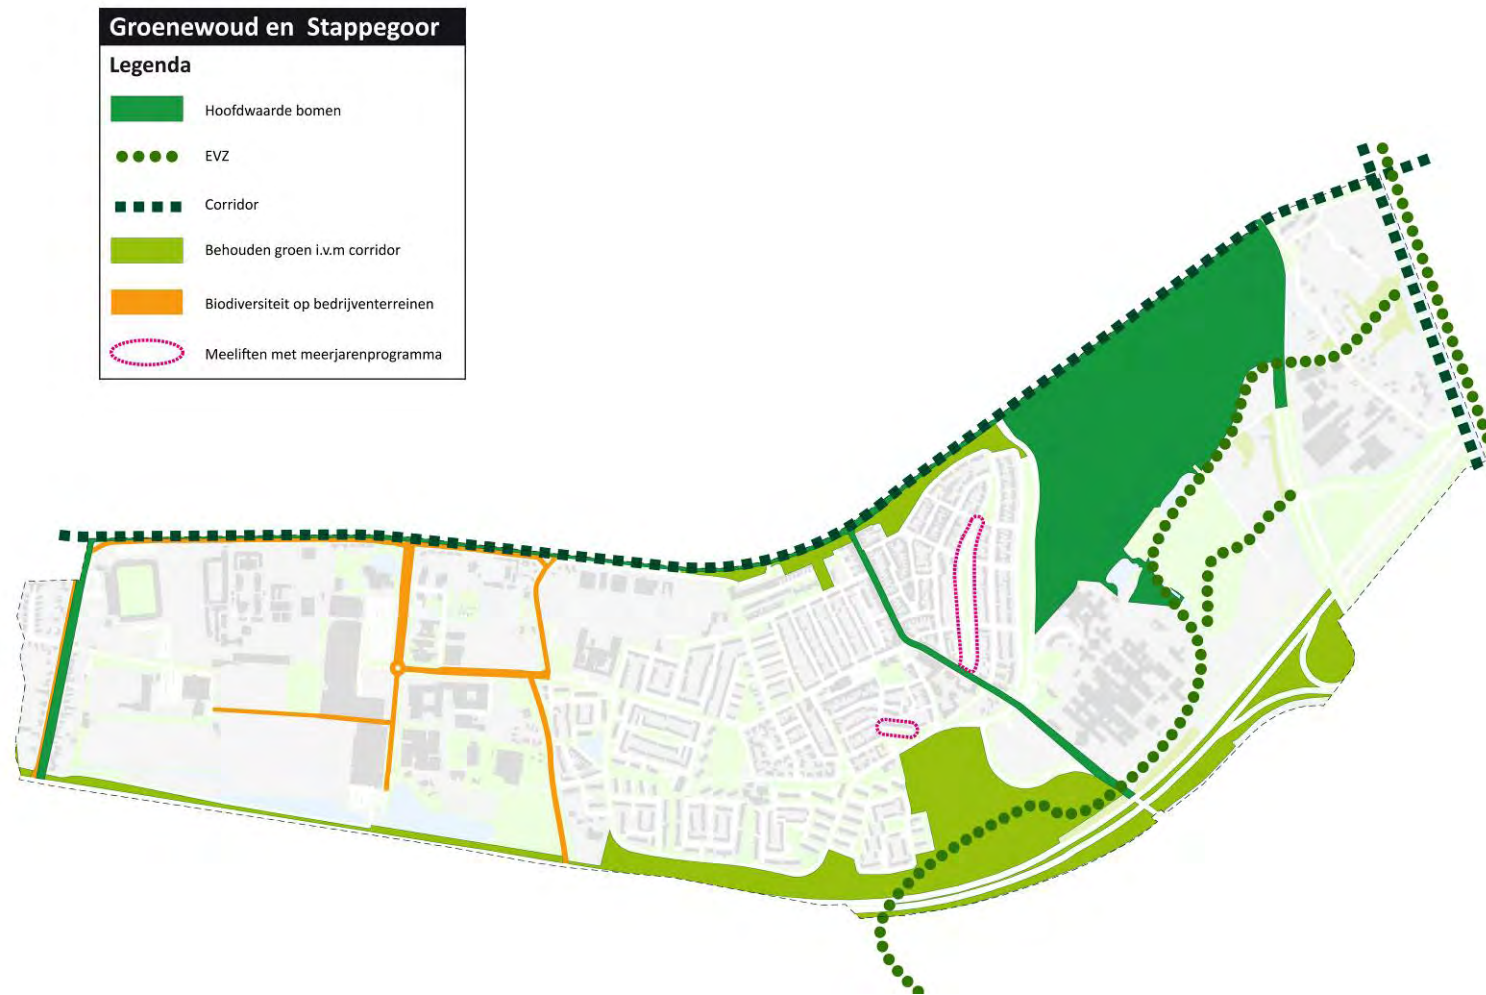 Groenewoud en Stappegoor
Legenda
Hoofdwaarde bomen
EVZ
Corridor
Behouden groen i.v.m corridor
Biodiversiteit op bedrijventerreinen
Meeliften met meerjarenprogramma